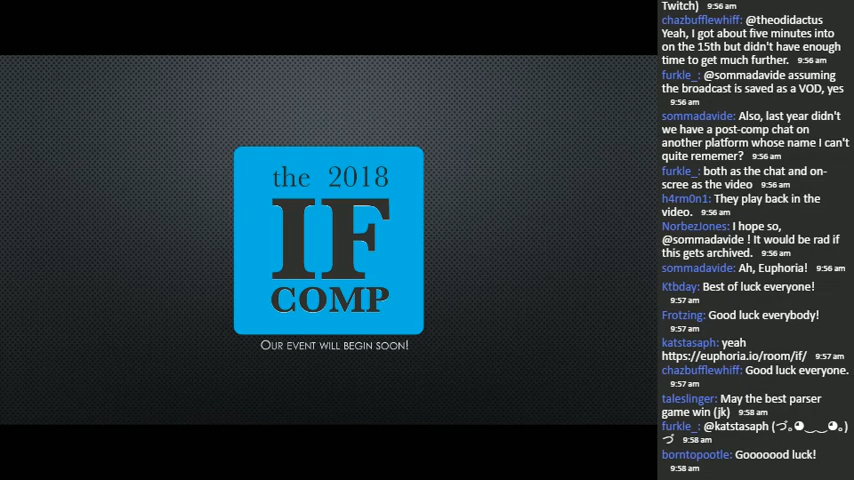 the 2018
IF
COMP
OUR EVENT WILL BEGIN SOON!
Twitch) 9:56 am
chazbufflewhiff: @theodidactus
Yeah, I got about five minutes into
on the 15th but didn't have enough
time to get much further. 9:56 am
furkle_: @sommadavide assuming
the broadcast is saved as a VOD, yes
9:56 am
sommadavide: Also, last year didn't
we have a post-comp chat on
another platform whose name I can't
quite rememer? 9:56 am
furkle_: both as the chat and on-
scree as the video 9:56 am
h4rm0n1: They play back in the
video. 9:56 am
NorbezJones: I hope so,
@sommadavide ! It would be rad if
this gets archived. 9:56 am
sommadavide: Ah, Euphoria! 9:56 am
Ktbday: Best of luck everyone!
9:57 am
Frotzing: Good luck everybody!
9:57 am
katstasaph: yeah
https://euphoria.io/room/if/ 9:57 am
chazbufflewhiff: Good luck everyone.
9:57 am
taleslinger: May the best parser
game win (jk) 9:58 am
furkle_: @katstasaph (づ｡◕‿‿◕｡)
づ 9:58 am
borntopootle: Gooooood luck!
9:58 am